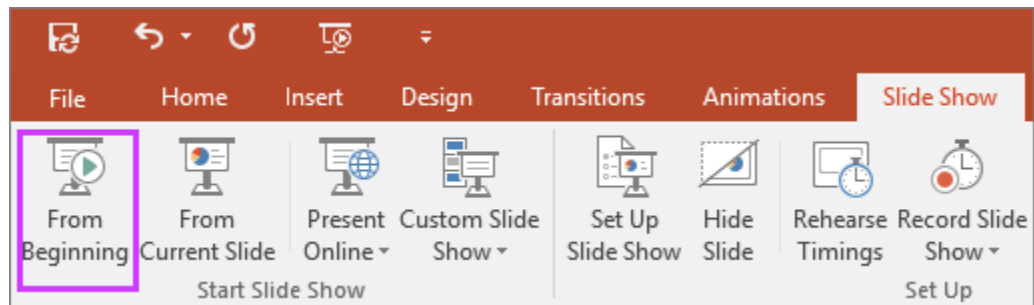 File Home Insert Design Transitions Animations Slide Show
From Beginning
From Current Slide
Present Online
Custom Slide Show
Set Up Slide Show
Hide Slide
Rehearse Timings
Record Slide Show
Start Slide Show
Set Up